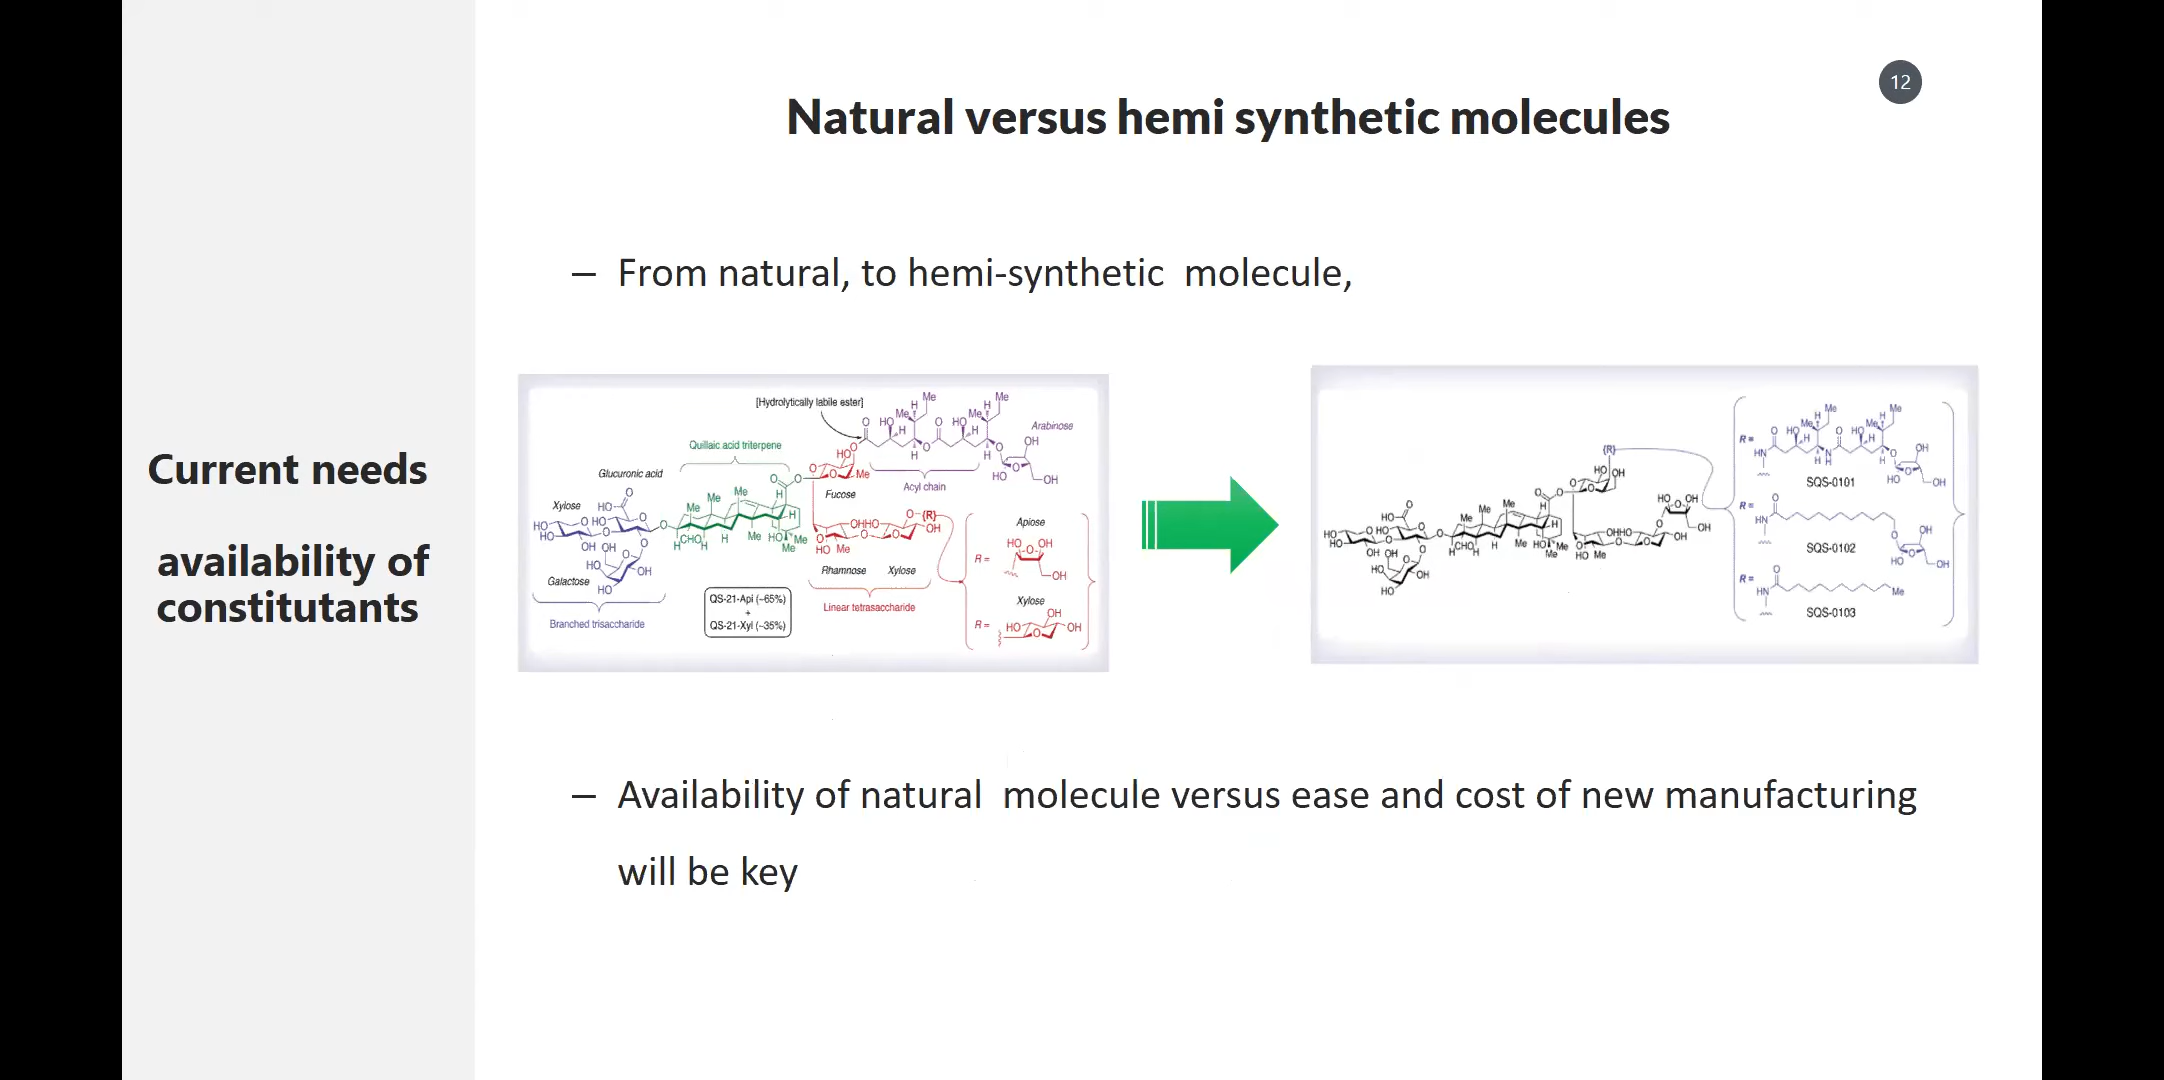 12
Natural versus hemi synthetic molecules
– From natural, to hemi-synthetic molecule,
Current needs
availability of
constitutants
[Hydrolytically labile ester]
Quillaic acid triterpene
Glucuronic acid
Xylose
Galactose
Branched trisaccharide
Fucose
Acyl chain
Arabinose
Rhamnose
Xylose
Linear tetrasaccharide
QS-21-Api (~65%)
+
QS-21-Xyl (~35%)
Apiose
R =
Xylose
R =
{R}
R =
SQS-0101
R =
SQS-0102
R =
SQS-0103
– Availability of natural molecule versus ease and cost of new manufacturing
will be key